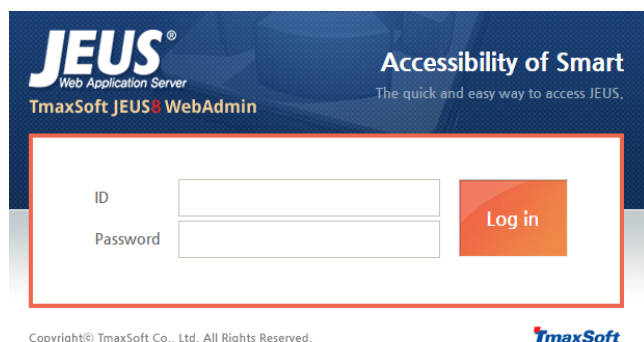 JEUS®
Web Application Server
TmaxSoft JEUS8 WebAdmin
Accessibility of Smart
The quick and easy way to access JEUS.
ID
Password
Log in
Copyright© TmaxSoft Co., Ltd. All Rights Reserved.
TmaxSoft